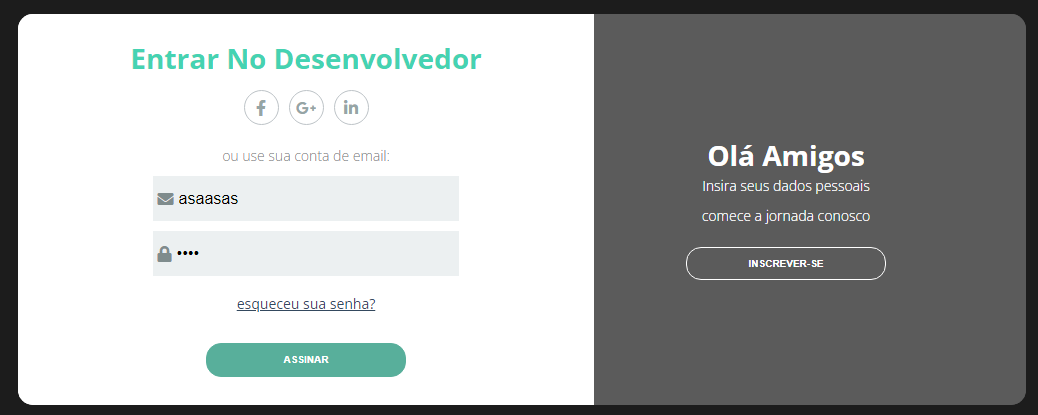 Entrar No Desenvolvedor
f G+ in
ou use sua conta de email:
asaasas
••••
esqueceu sua senha?
ASSINAR
Olá Amigos
Insira seus dados pessoais
comece a jornada conosco
INSCREVER-SE